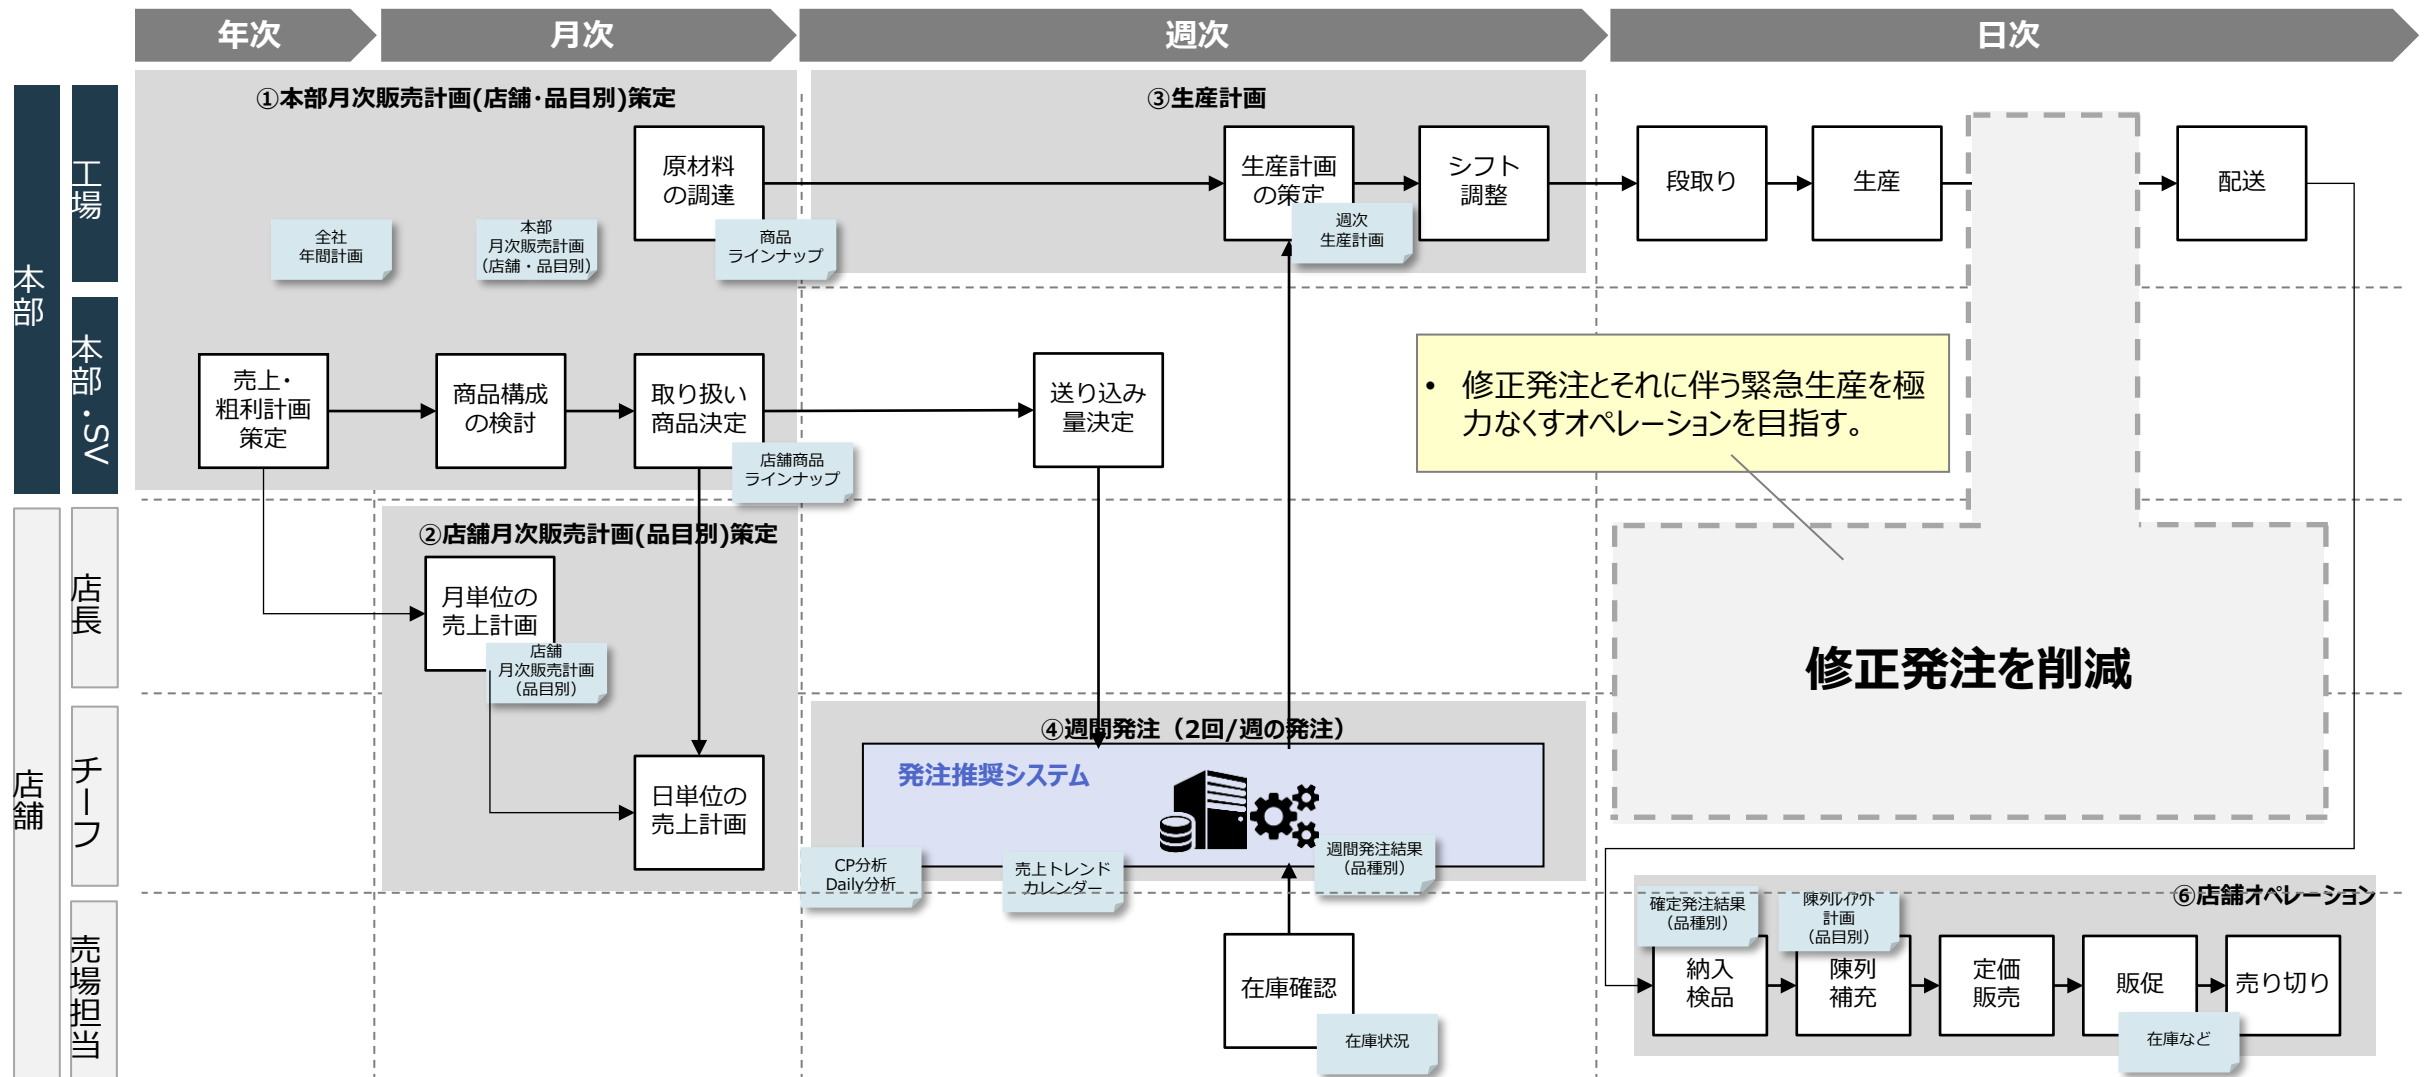 年次
月次
週次
日次
本部
工場
本部・SV
店舗
店長
チーフ
売場担当
①本部月次販売計画(店舗・品目別)策定
原材料
の調達
全社
年間計画
本部
月次販売計画
（店舗・品目別）
商品
ラインナップ
売上・
粗利計画
策定
商品構成
の検討
取り扱い
商品決定
店舗商品
ラインナップ
②店舗月次販売計画(品目別)策定
月単位の
売上計画
店舗
月次販売計画
（品目別）
日単位の
売上計画
③生産計画
生産計画
の策定
週次
生産計画
シフト
調整
送り込み
量決定
④週間発注（2回/週の発注）
発注推奨システム
CP分析
Daily分析
売上トレンド
カレンダー
週間発注結果
（品種別）
在庫確認
在庫状況
段取り
生産
配送
• 修正発注とそれに伴う緊急生産を極
力なくすオペレーションを目指す。
修正発注を削減
⑥店舗オペレーション
確定発注結果
（品種別）
陳列レイアウト
計画
（品目別）
納入
検品
陳列
補充
定価
販売
販促
売り切り
在庫など